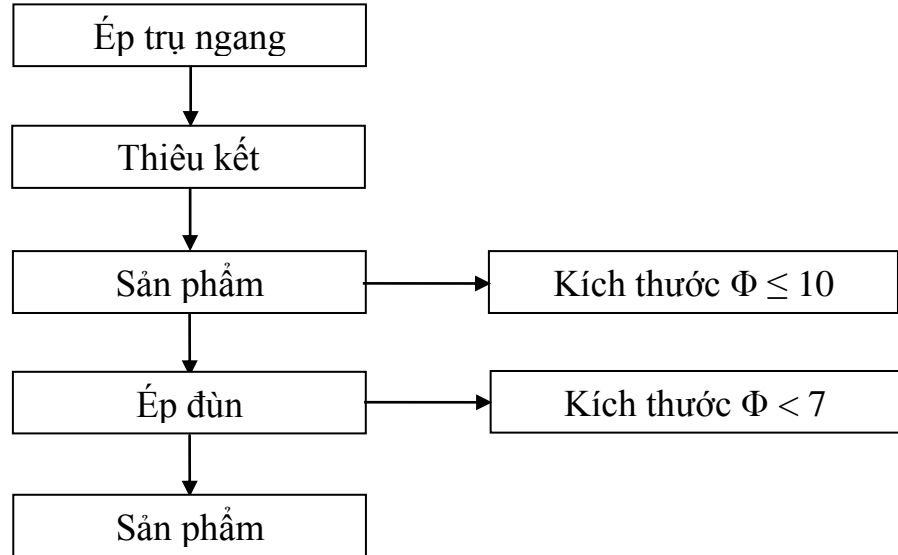 Ép trụ ngang
Thiêu kết
Sản phẩm
Kích thước Φ ≤ 10
Ép đùn
Kích thước Φ < 7
Sản phẩm